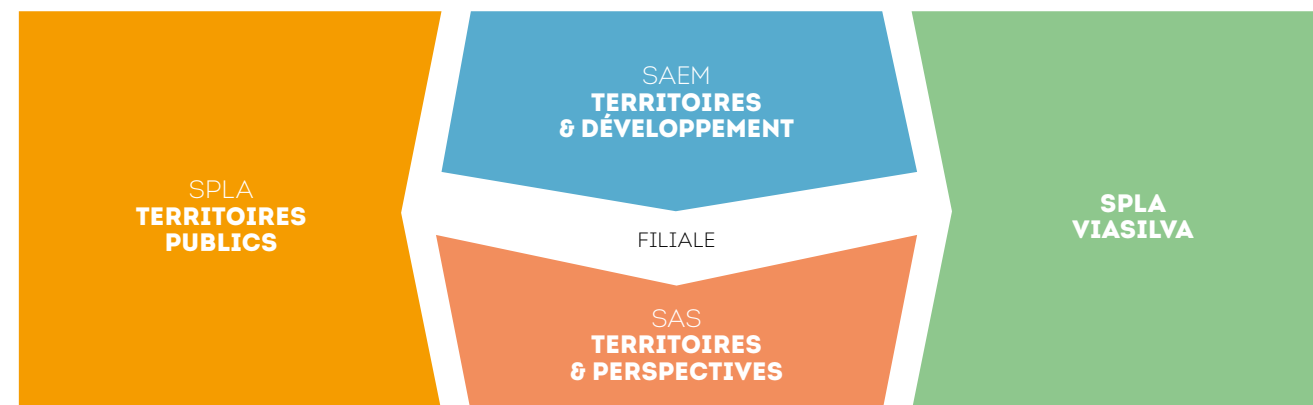 SPLA
TERRITOIRES
PUBLICS
SAEM
TERRITOIRES
& DÉVELOPPEMENT
FILIALE
SAS
TERRITOIRES
& PERSPECTIVES
SPLA
VIASILVA